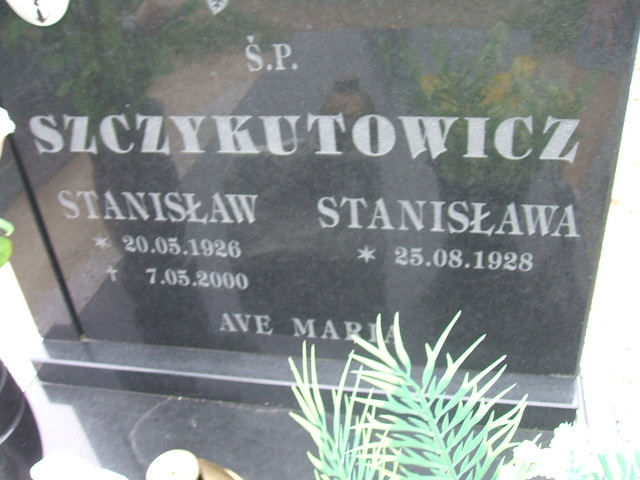 Ś.P.
SZCZYKUTOWICZ
STANISŁAW STANISŁAWA
* 20.05.1926 * 25.08.1928
† 7.05.2000
AVE MARIA